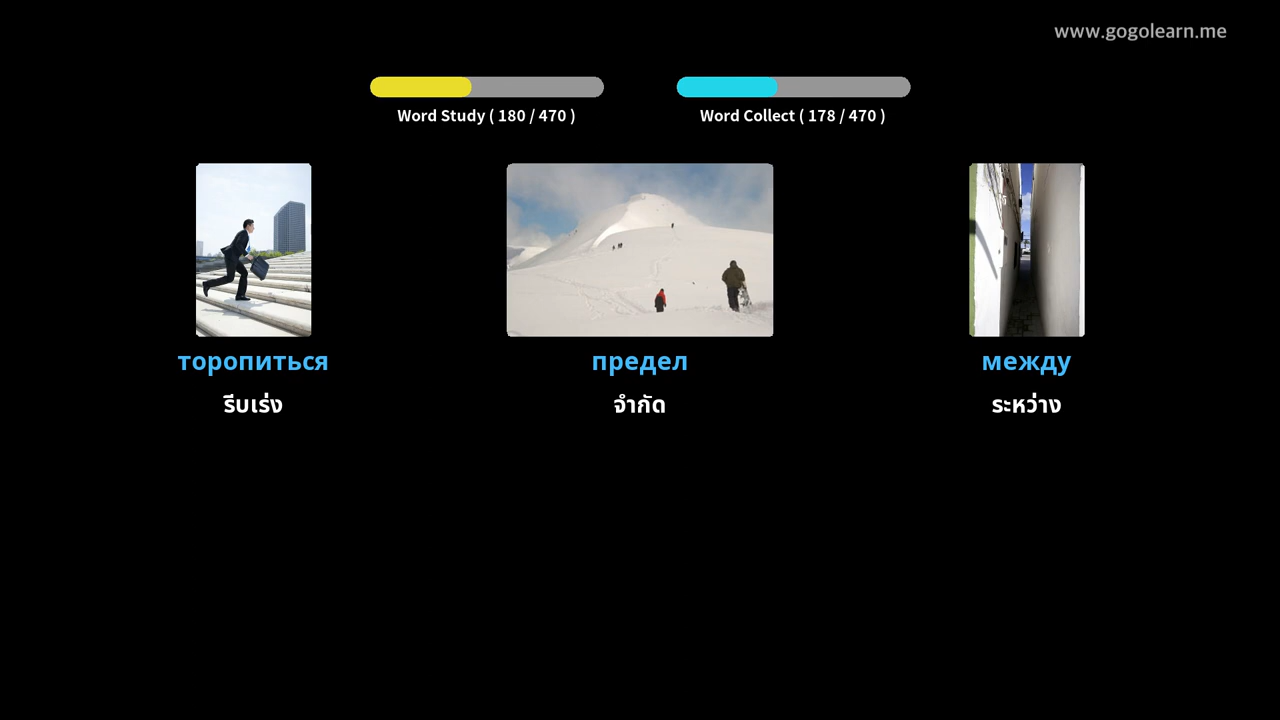 www.gogolearn.me
Word Study ( 180 / 470 )
Word Collect ( 178 / 470 )
торопиться
предел
между
รีบเร่ง
จำกัด
ระหว่าง